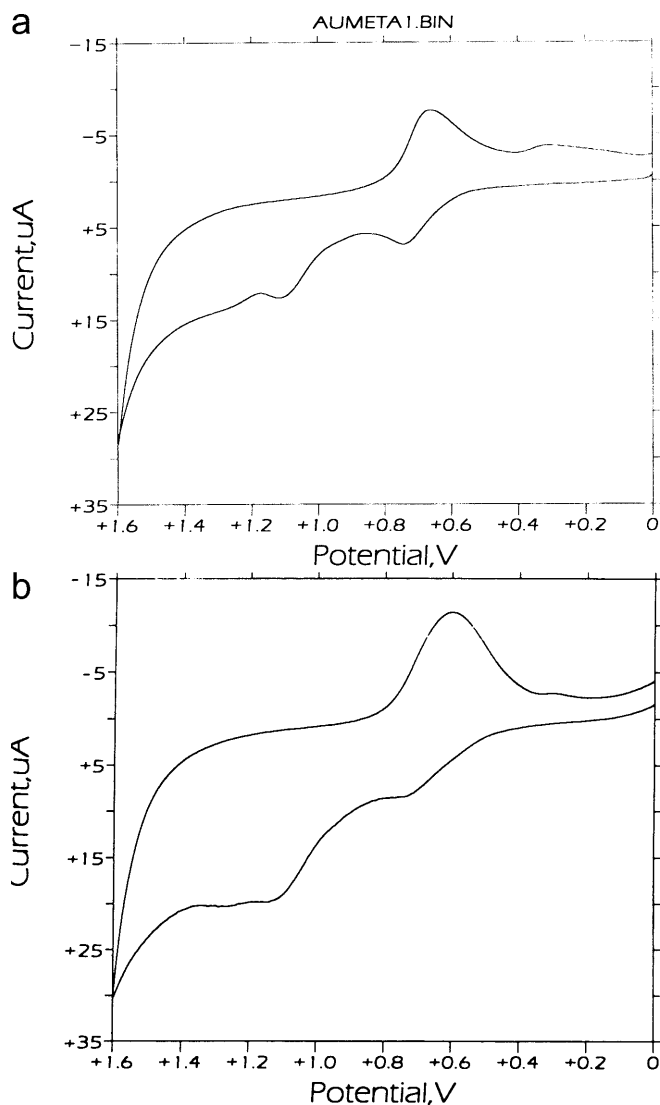 a
AUMETA1.BIN
-15
-5
+5
+15
+25
+35
Current,uA
+1.6 +1.4 +1.2 +1.0 +0.8 +0.6 +0.4 +0.2 0
Potential,V
b
-15
-5
+5
+15
+25
+35
Current,uA
+1.6 +1.4 +1.2 +1.0 +0.8 +0.6 +0.4 +0.2 0
Potential,V